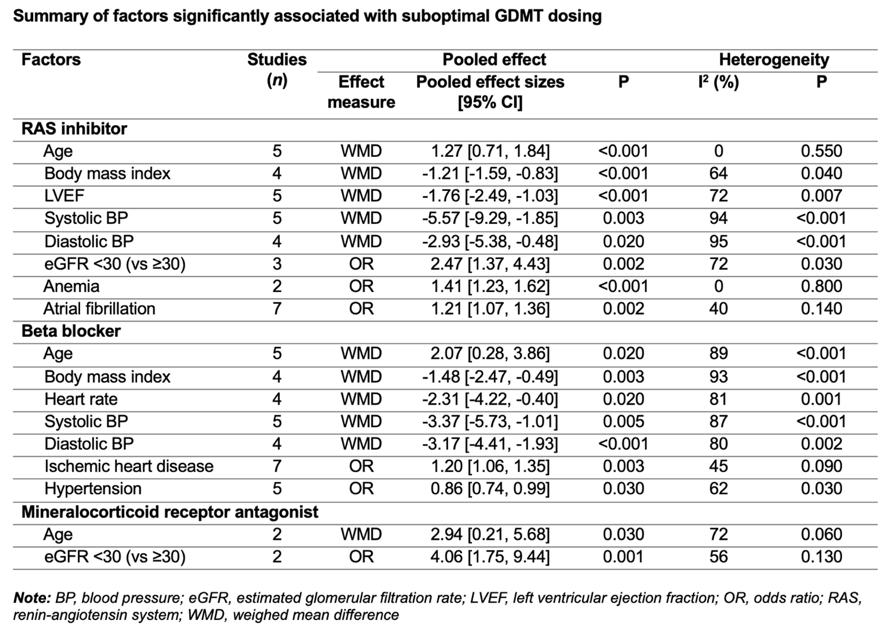 Summary of factors significantly associated with suboptimal GDMT dosing
Factors Studies Pooled effect Heterogeneity
(n) Effect Pooled effect sizes P I² (%) P
measure [95% CI]
RAS inhibitor
Age 5 WMD 1.27 [0.71, 1.84] <0.001 0 0.550
Body mass index 4 WMD -1.21 [-1.59, -0.83] <0.001 64 0.040
LVEF 5 WMD -1.76 [-2.49, -1.03] <0.001 72 0.007
Systolic BP 5 WMD -5.57 [-9.29, -1.85] 0.003 94 <0.001
Diastolic BP 4 WMD -2.93 [-5.38, -0.48] 0.020 95 <0.001
eGFR <30 (vs ≥30) 3 OR 2.47 [1.37, 4.43] 0.002 72 0.030
Anemia 2 OR 1.41 [1.23, 1.62] <0.001 0 0.800
Atrial fibrillation 7 OR 1.21 [1.07, 1.36] 0.002 40 0.140
Beta blocker
Age 5 WMD 2.07 [0.28, 3.86] 0.020 89 <0.001
Body mass index 4 WMD -1.48 [-2.47, -0.49] 0.003 93 <0.001
Heart rate 4 WMD -2.31 [-4.22, -0.40] 0.020 81 0.001
Systolic BP 5 WMD -3.37 [-5.73, -1.01] 0.005 87 <0.001
Diastolic BP 4 WMD -3.17 [-4.41, -1.93] <0.001 80 0.002
Ischemic heart disease 7 OR 1.20 [1.06, 1.35] 0.003 45 0.090
Hypertension 5 OR 0.86 [0.74, 0.99] 0.030 62 0.030
Mineralocorticoid receptor antagonist
Age 2 WMD 2.94 [0.21, 5.68] 0.030 72 0.060
eGFR <30 (vs ≥30) 2 OR 4.06 [1.75, 9.44] 0.001 56 0.130
Note: BP, blood pressure; eGFR, estimated glomerular filtration rate; LVEF, left ventricular ejection fraction; OR, odds ratio; RAS,
renin-angiotensin system; WMD, weighed mean difference